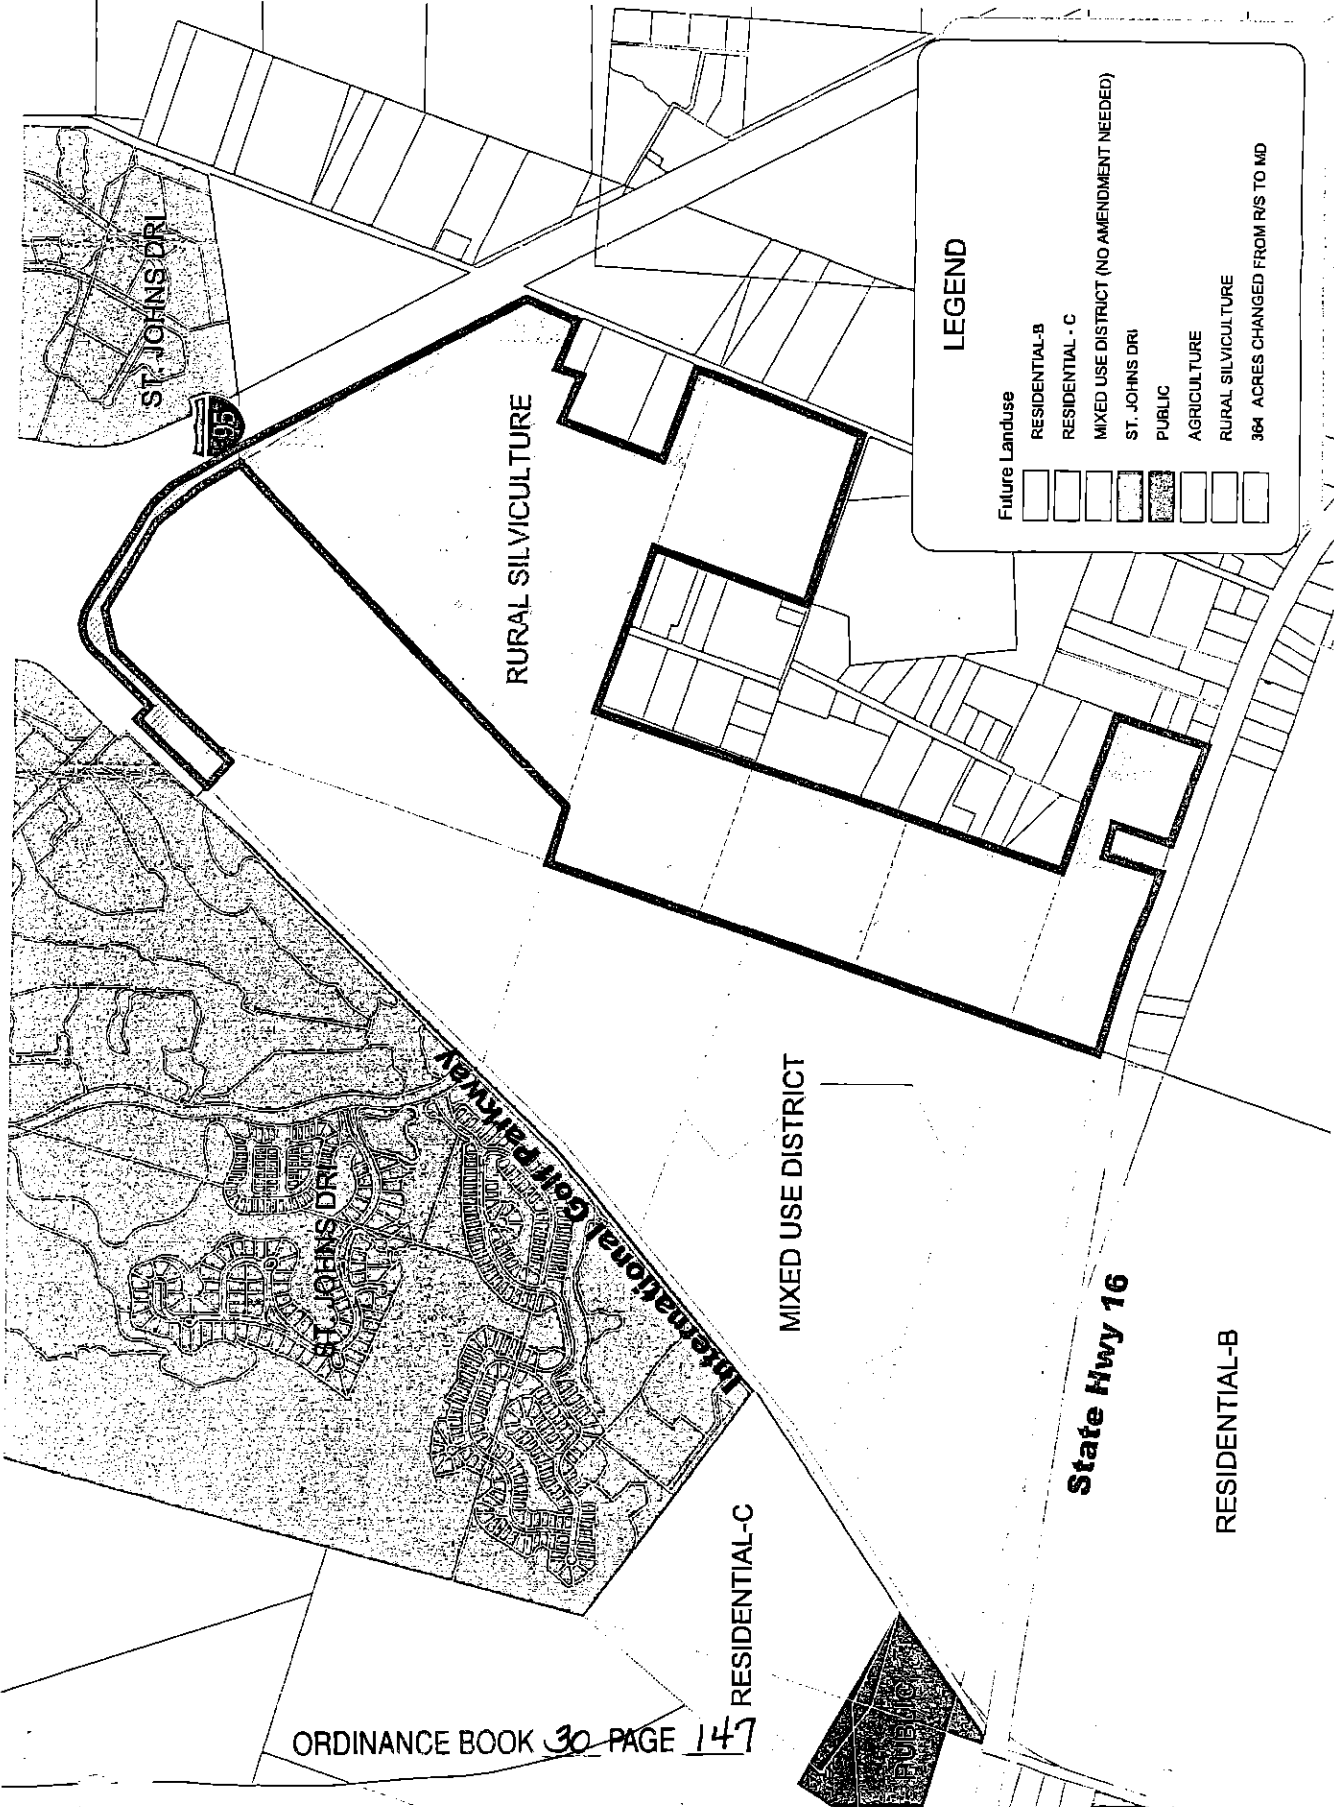 ST. JOHNS DRI
95
RURAL SILVICULTURE
ST. JOHNS DRI
International Golf Parkway
MIXED USE DISTRICT
State Hwy 16
RESIDENTIAL-B
RESIDENTIAL-C
PUBLIC
LEGEND
Future Landuse
RESIDENTIAL-B
RESIDENTIAL - C
MIXED USE DISTRICT (NO AMENDMENT NEEDED)
ST. JOHNS DRI
PUBLIC
AGRICULTURE
RURAL SILVICULTURE
364 ACRES CHANGED FROM R/S TO MD
ORDINANCE BOOK 30 PAGE 147